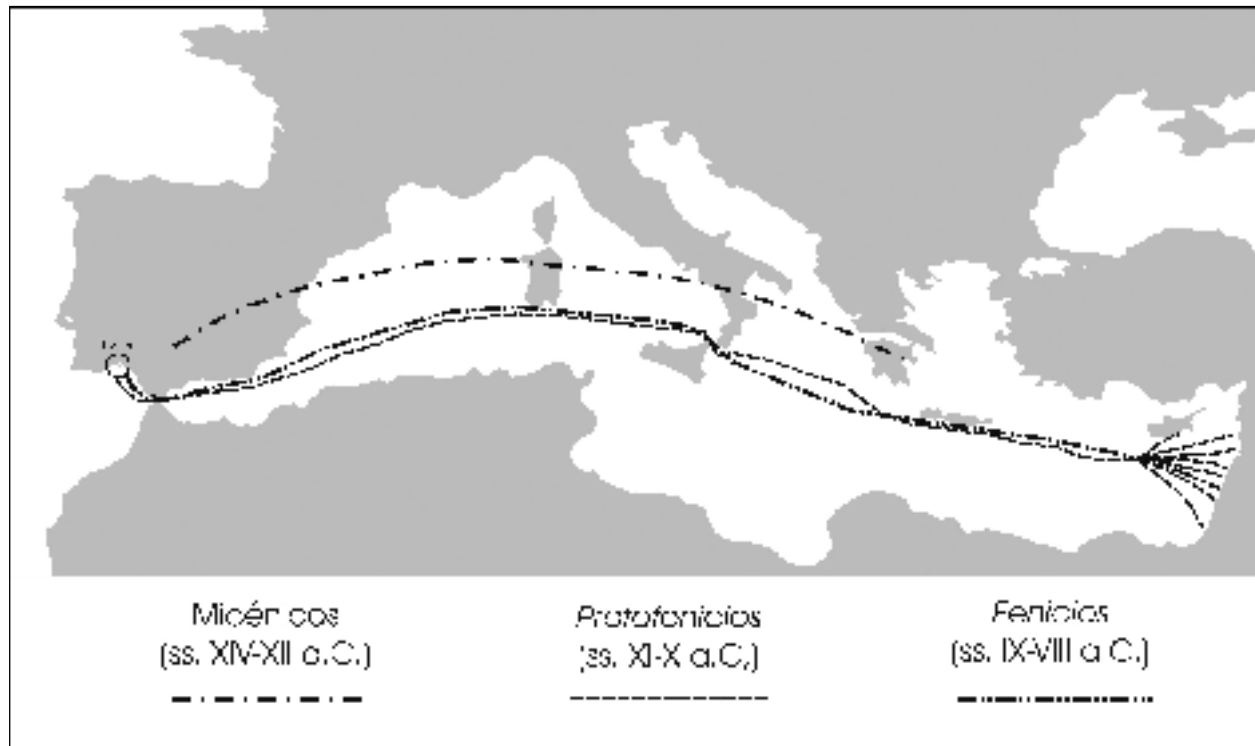 Micénicos
(ss. XIV-XII a.C.)
Protofenicios
(ss. XI-X a.C.)
Fenicios
(ss. IX-VIII a.C.)